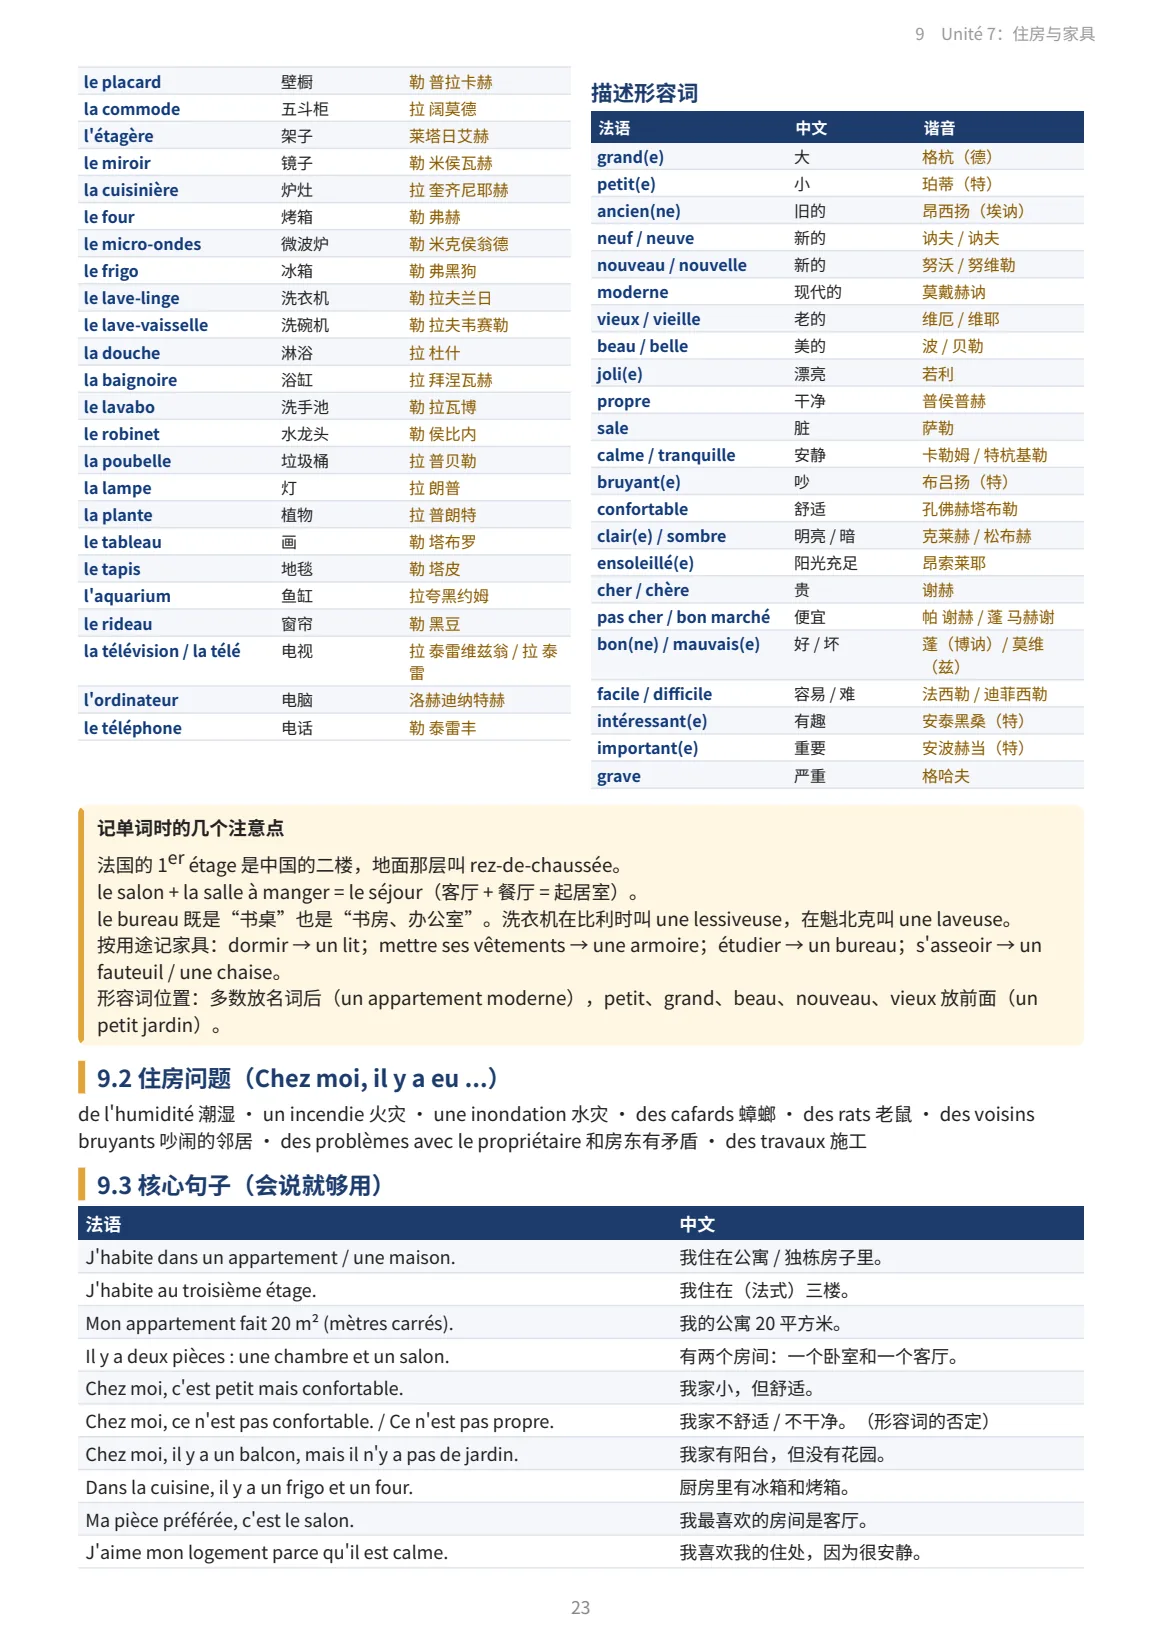 9 Unité 7：住房与家具
le placard 壁橱 勒 普拉卡赫
la commode 五斗柜 拉 阔莫德
l'étagère 架子 莱塔日艾赫
le miroir 镜子 勒 米侯瓦赫
la cuisinière 炉灶 拉 奎齐尼耶赫
le four 烤箱 勒 弗赫
le micro-ondes 微波炉 勒 米克侯翁德
le frigo 冰箱 勒 弗黑狗
le lave-linge 洗衣机 勒 拉夫兰日
le lave-vaisselle 洗碗机 勒 拉夫韦赛勒
la douche 淋浴 拉 杜什
la baignoire 浴缸 拉 拜涅瓦赫
le lavabo 洗手池 勒 拉瓦博
le robinet 水龙头 勒 侯比内
la poubelle 垃圾桶 拉 普贝勒
la lampe 灯 拉 朗普
la plante 植物 拉 普朗特
le tableau 画 勒 塔布罗
le tapis 地毯 勒 塔皮
l'aquarium 鱼缸 拉夸黑约姆
le rideau 窗帘 勒 黑豆
la télévision / la télé 电视 拉 泰雷维兹翁 / 拉 泰
雷
l'ordinateur 电脑 洛赫迪纳特赫
le téléphone 电话 勒 泰雷丰
描述形容词
法语 中文 谐音
grand(e) 大 格杭（德）
petit(e) 小 珀蒂（特）
ancien(ne) 旧的 昂西扬（埃讷）
neuf / neuve 新的 讷夫 / 讷夫
nouveau / nouvelle 新的 努沃 / 努维勒
moderne 现代的 莫戴赫讷
vieux / vieille 老的 维厄 / 维耶
beau / belle 美的 波 / 贝勒
joli(e) 漂亮 若利
propre 干净 普侯普赫
sale 脏 萨勒
calme / tranquille 安静 卡勒姆 / 特杭基勒
bruyant(e) 吵 布吕扬（特）
confortable 舒适 孔佛赫塔布勒
clair(e) / sombre 明亮 / 暗 克莱赫 / 松布赫
ensoleillé(e) 阳光充足 昂索莱耶
cher / chère 贵 谢赫
pas cher / bon marché 便宜 帕 谢赫 / 蓬 马赫谢
bon(ne) / mauvais(e) 好 / 坏 蓬（博讷）/ 莫维
（兹）
facile / difficile 容易 / 难 法西勒 / 迪菲西勒
intéressant(e) 有趣 安泰黑桑（特）
important(e) 重要 安波赫当（特）
grave 严重 格哈夫
记单词时的几个注意点
法国的 1er étage 是中国的二楼，地面那层叫 rez-de-chaussée。
le salon + la salle à manger = le séjour（客厅 + 餐厅 = 起居室）。
le bureau 既是“书桌”也是“书房、办公室”。洗衣机在比利时叫 une lessiveuse，在魁北克叫 une laveuse。
按用途记家具：dormir → un lit；mettre ses vêtements → une armoire；étudier → un bureau；s'asseoir → un
fauteuil / une chaise。
形容词位置：多数放名词后（un appartement moderne），petit、grand、beau、nouveau、vieux 放前面（un
petit jardin）。
9.2 住房问题（Chez moi, il y a eu ...）
de l'humidité 潮湿 • un incendie 火灾 • une inondation 水灾 • des cafards 蟑螂 • des rats 老鼠 • des voisins
bruyants 吵闹的邻居 • des problèmes avec le propriétaire 和房东有矛盾 • des travaux 施工
9.3 核心句子（会说就够用）
法语 中文
J'habite dans un appartement / une maison. 我住在公寓 / 独栋房子里。
J'habite au troisième étage. 我住在（法式）三楼。
Mon appartement fait 20 m² (mètres carrés). 我的公寓 20 平方米。
Il y a deux pièces : une chambre et un salon. 有两个房间：一个卧室和一个客厅。
Chez moi, c'est petit mais confortable. 我家小，但舒适。
Chez moi, ce n'est pas confortable. / Ce n'est pas propre. 我家不舒适 / 不干净。（形容词的否定）
Chez moi, il y a un balcon, mais il n'y a pas de jardin. 我家有阳台，但没有花园。
Dans la cuisine, il y a un frigo et un four. 厨房里有冰箱和烤箱。
Ma pièce préférée, c'est le salon. 我最喜欢的房间是客厅。
J'aime mon logement parce qu'il est calme. 我喜欢我的住处，因为很安静。
23